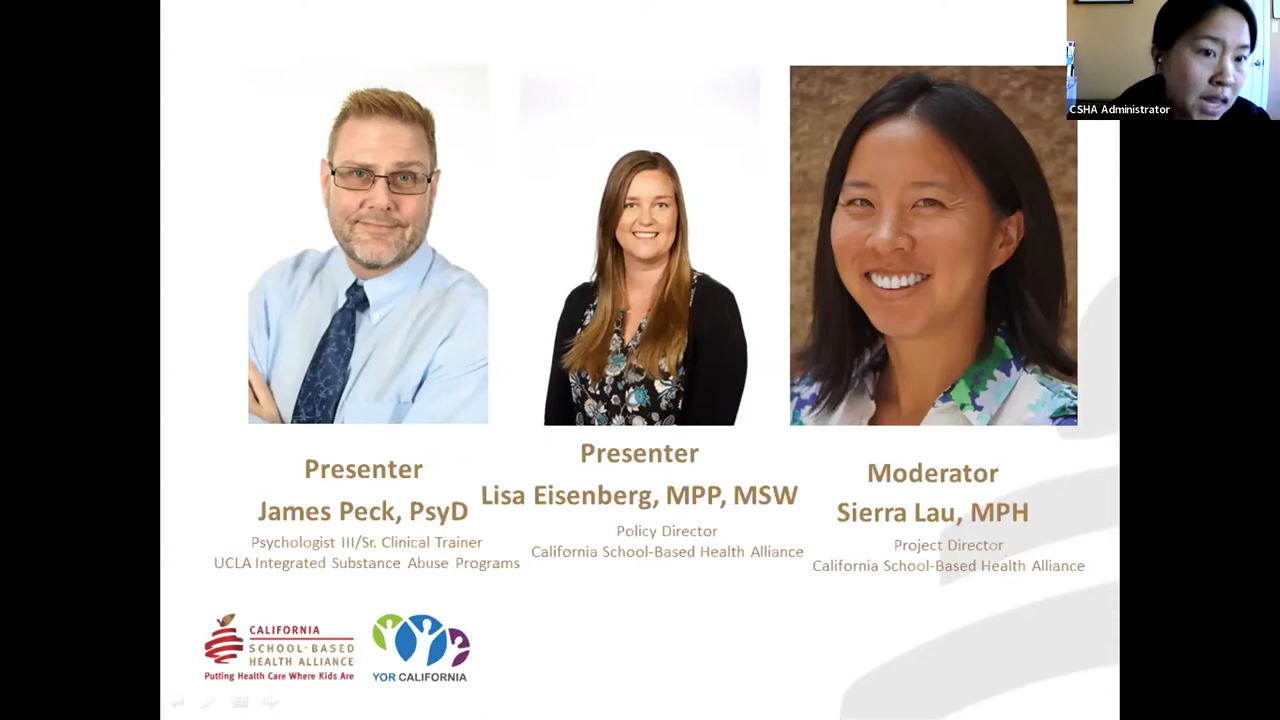 CSHA Administrator
Presenter
James Peck, PsyD
Psychologist III/Sr. Clinical Trainer
UCLA Integrated Substance Abuse Programs
Presenter
Lisa Eisenberg, MPP, MSW
Policy Director
California School-Based Health Alliance
Moderator
Sierra Lau, MPH
Project Director
California School-Based Health Alliance
CALIFORNIA
SCHOOL-BASED
HEALTH ALLIANCE
Putting Health Care Where Kids Are
YOR CALIFORNIA